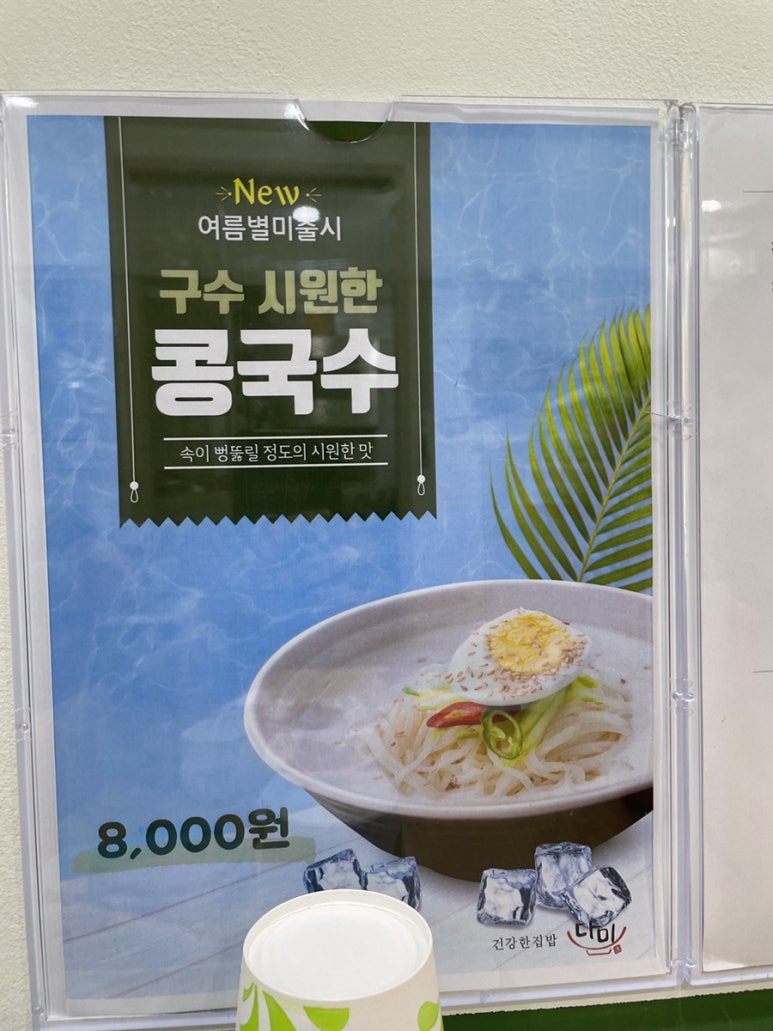 New
여름별미출시
구수 시원한
콩국수
속이 뻥뚫릴 정도의 시원한 맛
8,000원
건강한집밥 다미